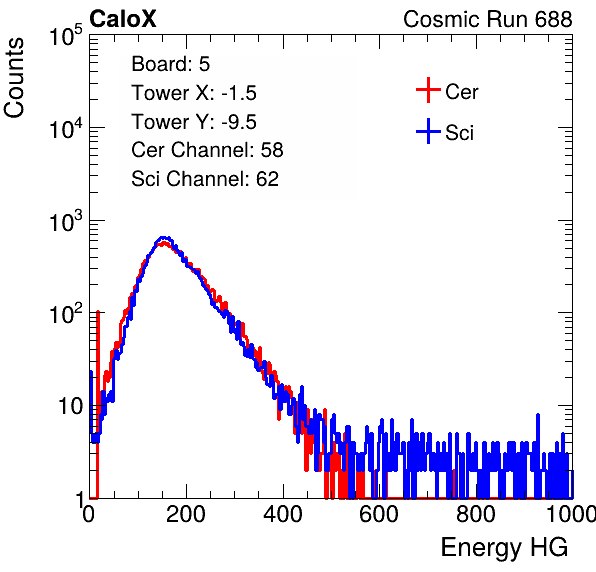 CaloX Cosmic Run 688
Counts
Board: 5
Tower X: -1.5
Tower Y: -9.5
Cer Channel: 58
Sci Channel: 62
Cer
Sci
10^5
10^4
10^3
10^2
10
1
0 200 400 600 800 1000
Energy HG